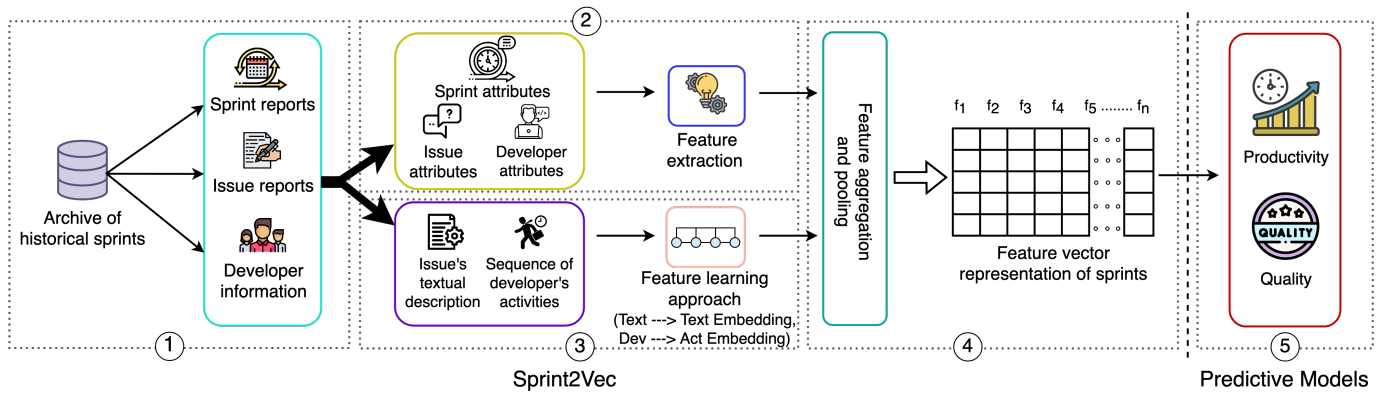 1
Archive of
historical sprints
Sprint reports
Issue reports
Developer
information
2
Sprint attributes
Issue
attributes
Developer
attributes
Feature
extraction
3
Issue's
textual
description
Sequence of
developer's
activities
Feature learning
approach
(Text ---> Text Embedding,
Dev ---> Act Embedding)
4
Feature aggregation
and pooling
f1 f2 f3 f4 f5 ........ fn
Feature vector
representation of sprints
5
Productivity
QUALITY
Quality
Sprint2Vec
Predictive Models